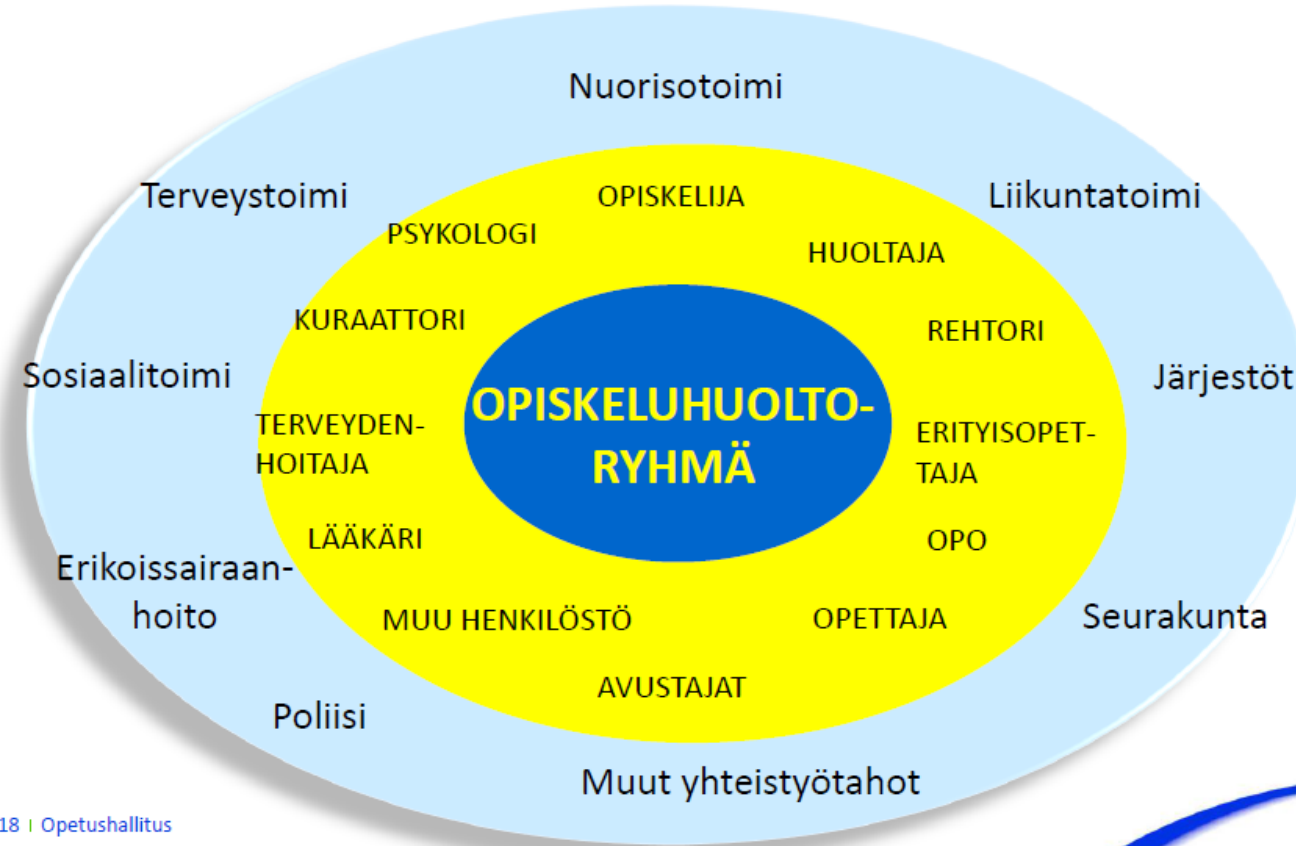 Nuorisotoimi
Terveystoimi
Liikuntatoimi
OPISKELIJA
PSYKOLOGI
HUOLTAJA
KURAATTORI
REHTORI
Sosiaalitoimi
Järjestöt
OPISKELUHUOLTO-
RYHMÄ
TERVEYDEN-
HOITAJA
ERITYISOPET-
TAJA
LÄÄKÄRI
OPO
Erikoissairaan-
hoito
MUU HENKILÖSTÖ
OPETTAJA
Seurakunta
AVUSTAJAT
Poliisi
Muut yhteistyötahot
18 | Opetushallitus